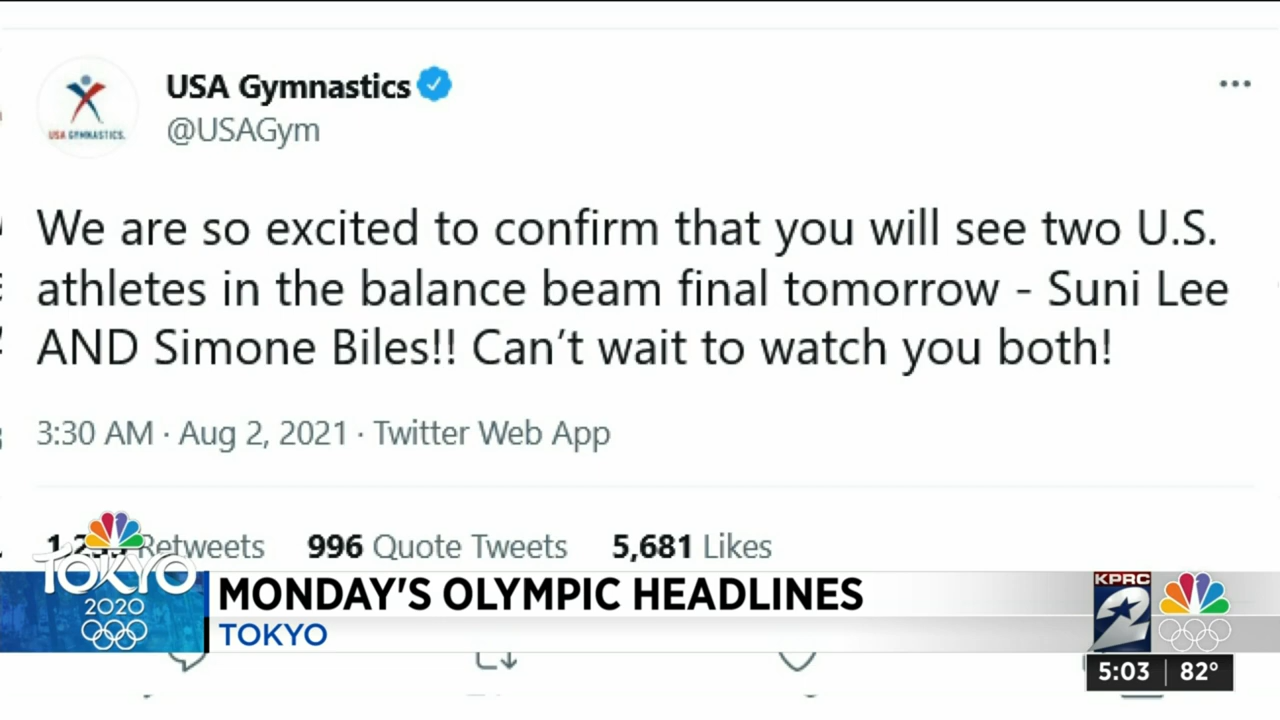 USA Gymnastics
@USAGym
USA GYMNASTICS.
We are so excited to confirm that you will see two U.S.
athletes in the balance beam final tomorrow - Suni Lee
AND Simone Biles!! Can’t wait to watch you both!
3:30 AM · Aug 2, 2021 · Twitter Web App
Retweets 996 Quote Tweets 5,681 Likes
TOKYO
2020
MONDAY'S OLYMPIC HEADLINES
TOKYO
KPRC
2
5:03 82°